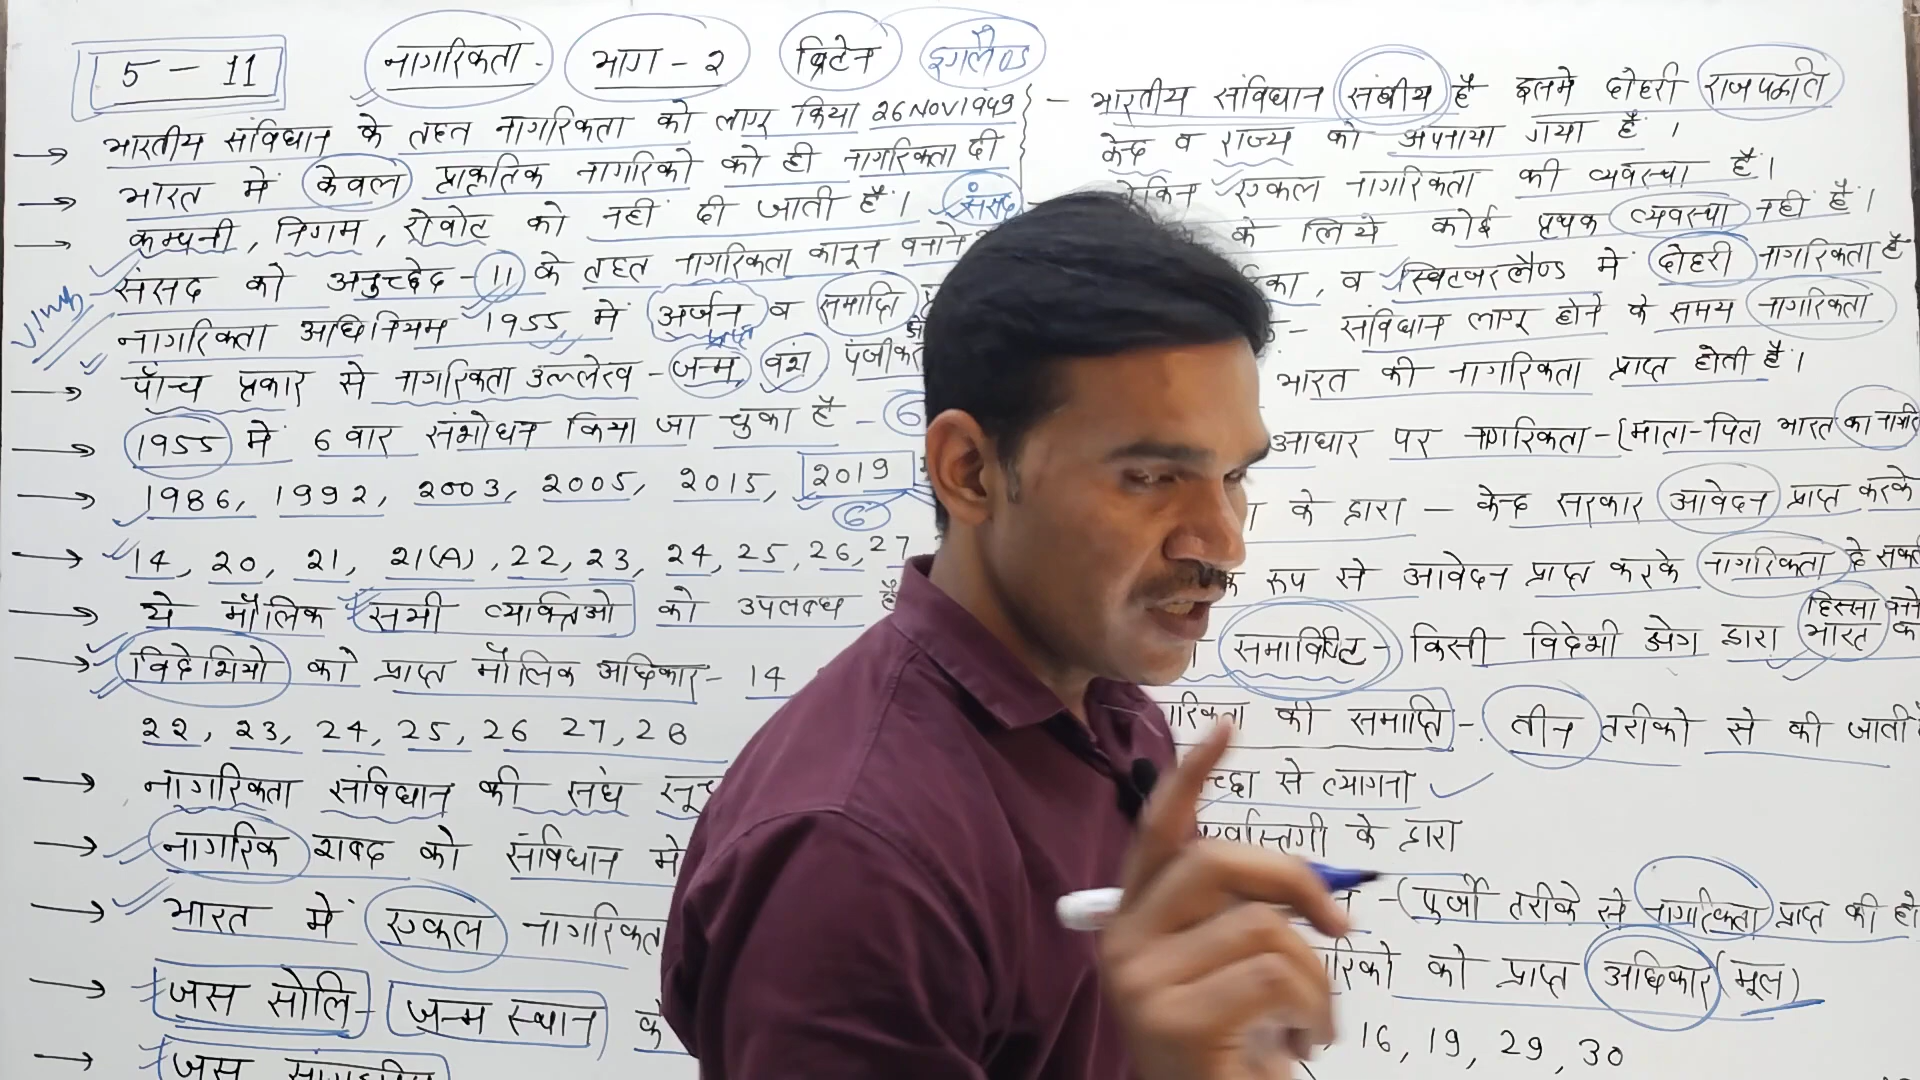 5 - 11 नागरिकता - भाग - २ ब्रिटेन इंग्लैण्ड
→ भारतीय संविधान के तहत नागरिकता को लागू किया 26 NOV 1949
→ भारत में केवल प्राकृतिक नागरिको को ही नागरिकता दी
→ कम्पनी, निगम, रोवोट को नहीं दी जाती है। संसद
संसद को अनुच्छेद - 11 के तहत नागरिकता कानून बनाने
नागरिकता अधिनियम 1955 में अर्जन व समाप्ति
→ पाँच प्रकार से नागरिकता उल्लेख - जन्म, वंश पंजीकर
→ 1955 में 6 वार संशोधन किया जा चुका है - 6
→ 1986, 1992, 2003, 2005, 2015, 2019
6
→ 14, 20, 21, 21(A), 22, 23, 24, 25, 26, 27
→ ये मौलिक सभी व्यक्तिओ को उपलब्ध है
→ विदेशियो को प्राप्त मौलिक अधिकार - 14
22, 23, 24, 25, 26 27, 28
→ नागरिकता संविधान की संघ सूच
→ नागरिक शब्द को संविधान में
→ भारत में एकल नागरिकत
→ जस सोलि - जन्म स्थान के
→ जस
- भारतीय संविधान संघीय है इसमे दोहरी राजपद्धति
केन्द्र व राज्य को अपनाया गया है।
एकल नागरिकता की व्यवस्था है।
के लिये कोई पृथक व्यवस्था नहीं है।
का, व स्विटजरलैण्ड में दोहरी नागरिकता है
- संविधान लागू होने के समय नागरिकता
भारत की नागरिकता प्राप्त होती है।
आधार पर नागरिकता - (माता-पिता भारत का नागरि
के द्वारा - केन्द्र सरकार आवेदन प्राप्त करके
रूप से आवेदन प्राप्त करके नागरिकता दे सकत
हिस्सा बनने
समाविष्टि - किसी विदेशी क्षेत्र द्वारा भारत का
रिकता की समाप्ति - तीन तरीको से की जाती
च्छा से त्यागना
र्वास्तगी के द्वारा
- (फर्जी तरीके से नागरिकता प्राप्त की हो
रिको को प्राप्त अधिकार (मूल)
16, 19, 29, 30